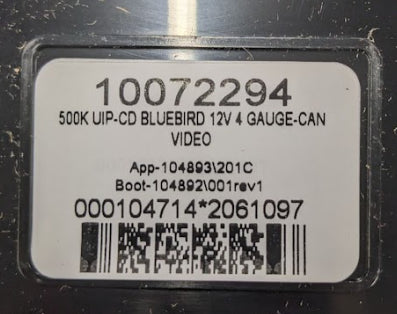 10072294
500K UIP-CD BLUEBIRD 12V 4 GAUGE-CAN
VIDEO
App-104893\201C
Boot-104892\001rev1
000104714*2061097